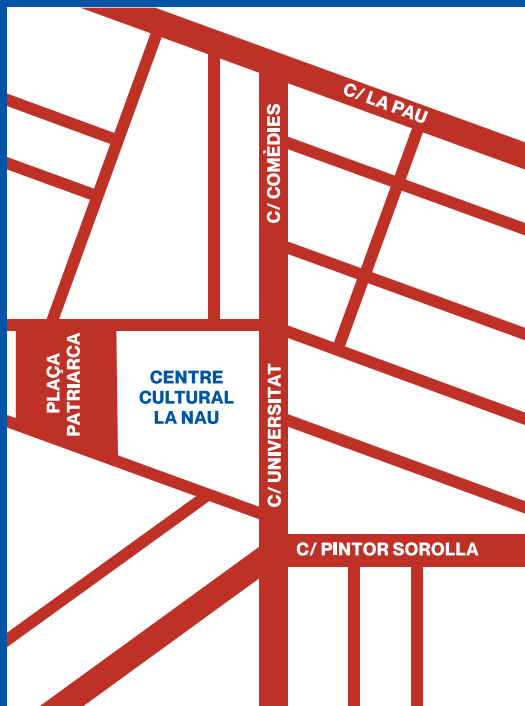 C/ LA PAU
C/ COMÈDIES
PLAÇA
PATRIARCA
CENTRE
CULTURAL
LA NAU
C/ UNIVERSITAT
C/ PINTOR SOROLLA